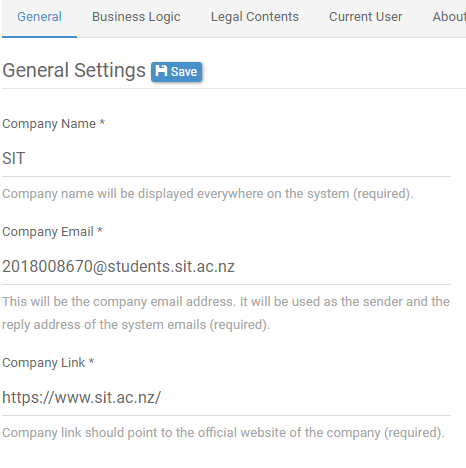 General Business Logic Legal Contents Current User About
General Settings Save
Company Name *
SIT
Company name will be displayed everywhere on the system (required).
Company Email *
2018008670@students.sit.ac.nz
This will be the company email address. It will be used as the sender and the
reply address of the system emails (required).
Company Link *
https://www.sit.ac.nz/
Company link should point to the official website of the company (required).